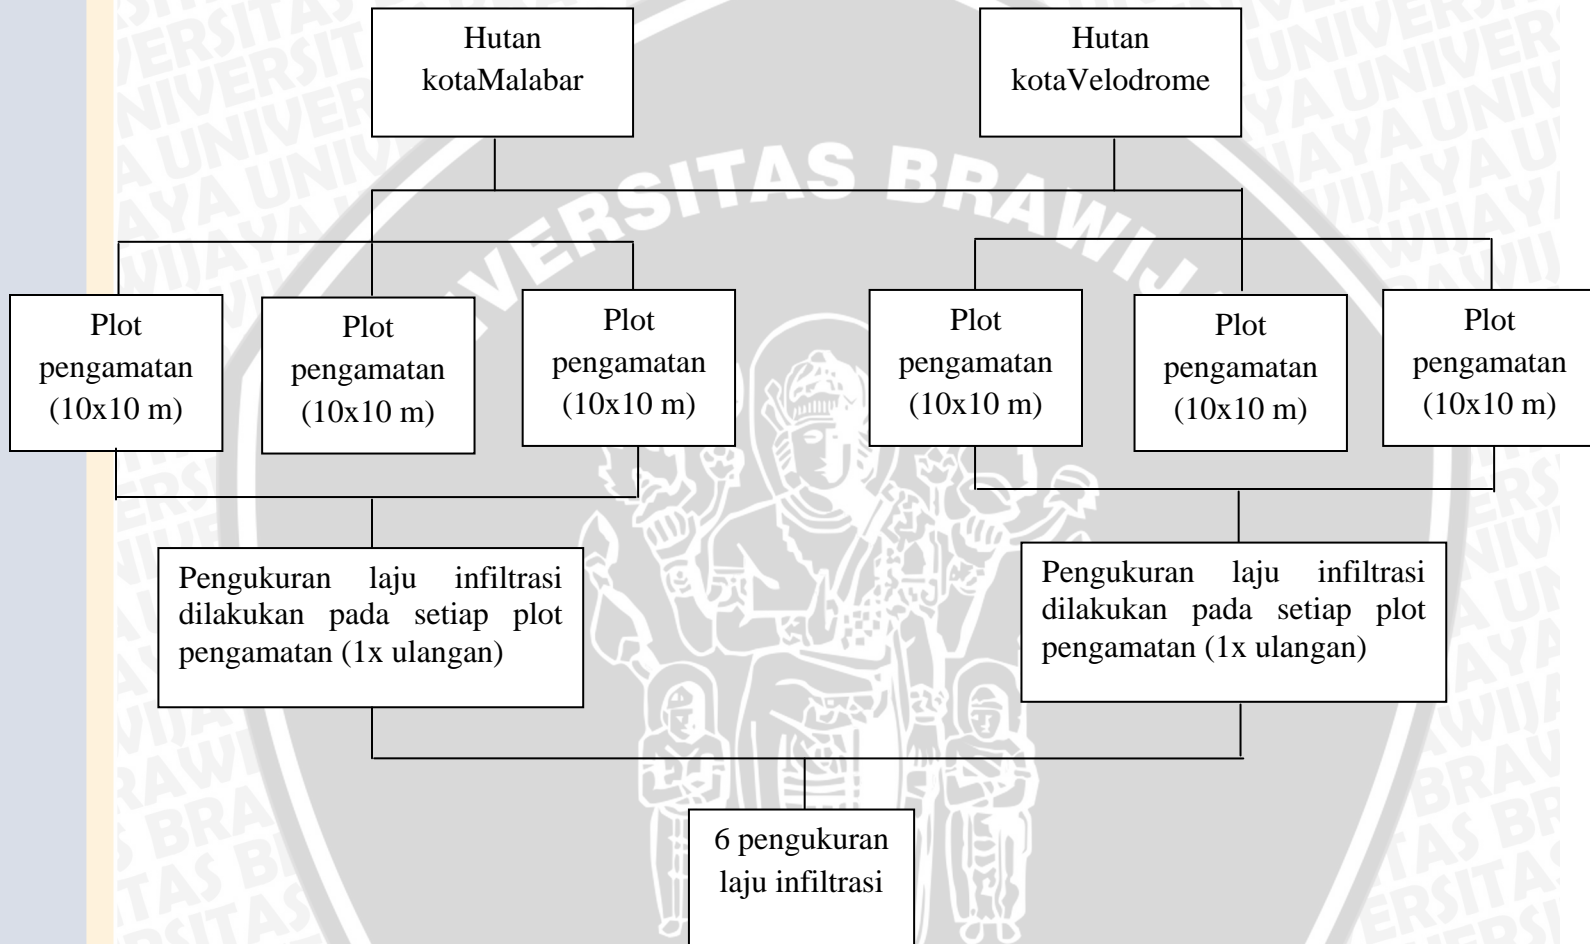 Hutan
kotaMalabar
Hutan
kotaVelodrome
UNIVERSITAS BRAWIJAYA
Plot
pengamatan
(10x10 m)
Plot
pengamatan
(10x10 m)
Plot
pengamatan
(10x10 m)
Plot
pengamatan
(10x10 m)
Plot
pengamatan
(10x10 m)
Plot
pengamatan
(10x10 m)
Pengukuran laju infiltrasi
dilakukan pada setiap plot
pengamatan (1x ulangan)
Pengukuran laju infiltrasi
dilakukan pada setiap plot
pengamatan (1x ulangan)
6 pengukuran
laju infiltrasi